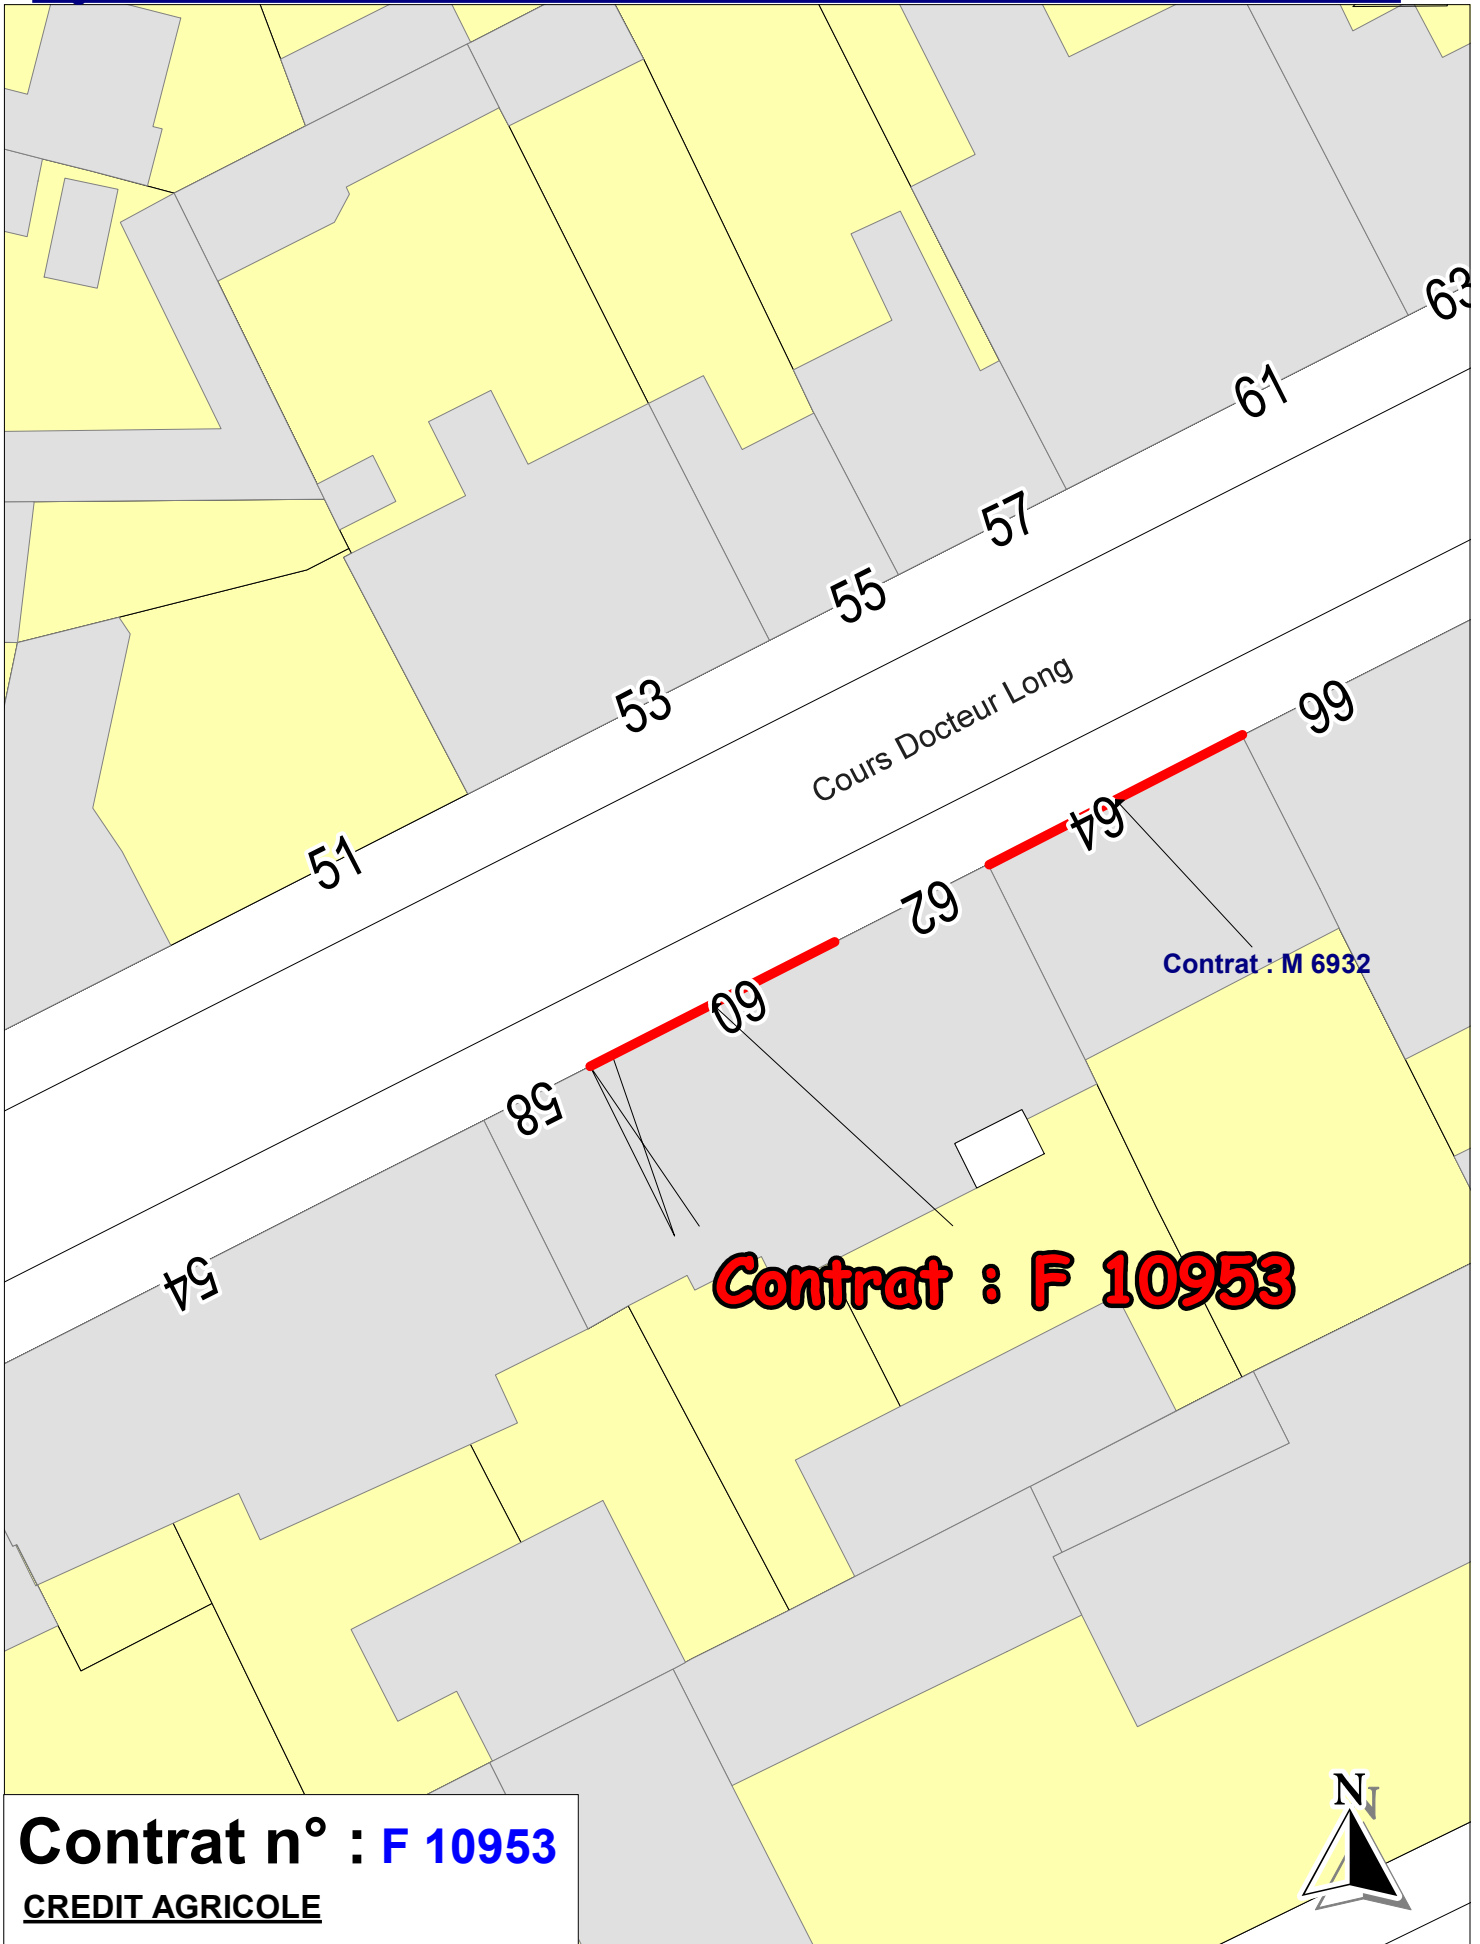 63
61
57
55
53
51
Cours Docteur Long
66
64
62
60
58
54
Contrat : M 6932
Contrat : F 10953
Contrat n° : F 10953
CREDIT AGRICOLE
N